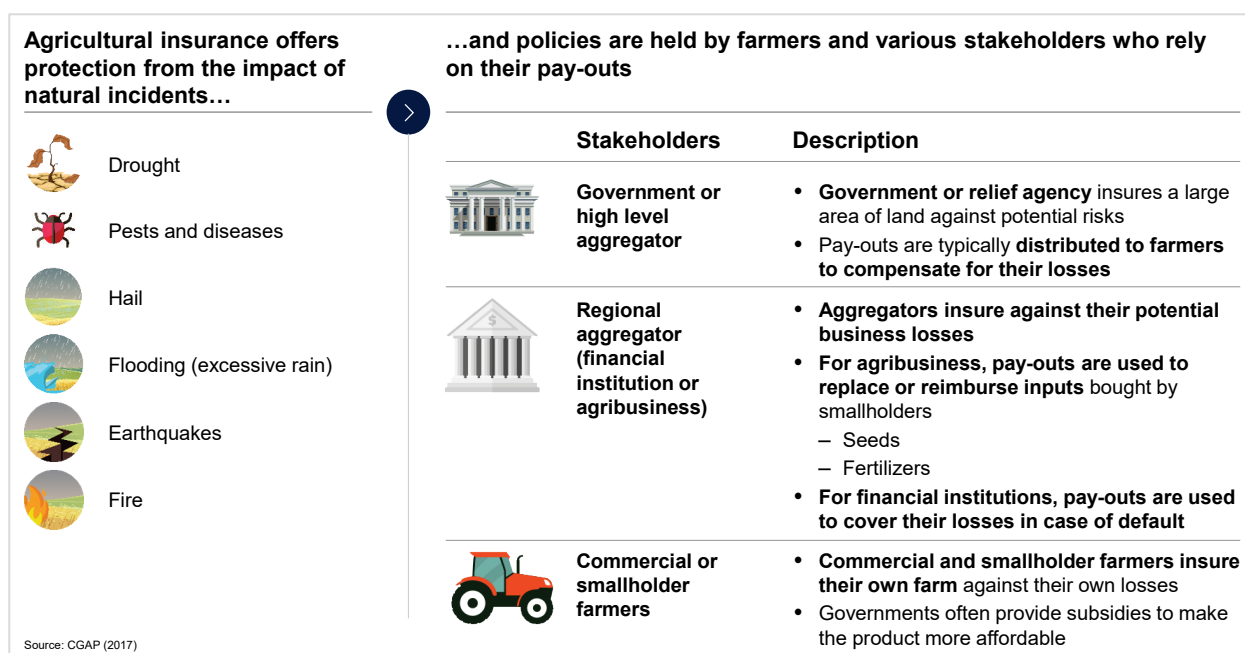 Agricultural insurance offers
protection from the impact of
natural incidents…
Drought
Pests and diseases
Hail
Flooding (excessive rain)
Earthquakes
Fire
Source: CGAP (2017)
…and policies are held by farmers and various stakeholders who rely
on their pay-outs
Stakeholders
Description
Government or
high level
aggregator
• Government or relief agency insures a large
area of land against potential risks
• Pay-outs are typically distributed to farmers
to compensate for their losses
$
Regional
aggregator
(financial
institution or
agribusiness)
• Aggregators insure against their potential
business losses
• For agribusiness, pay-outs are used to
replace or reimburse inputs bought by
smallholders
– Seeds
– Fertilizers
• For financial institutions, pay-outs are used
to cover their losses in case of default
Commercial or
smallholder
farmers
• Commercial and smallholder farmers insure
their own farm against their own losses
• Governments often provide subsidies to make
the product more affordable